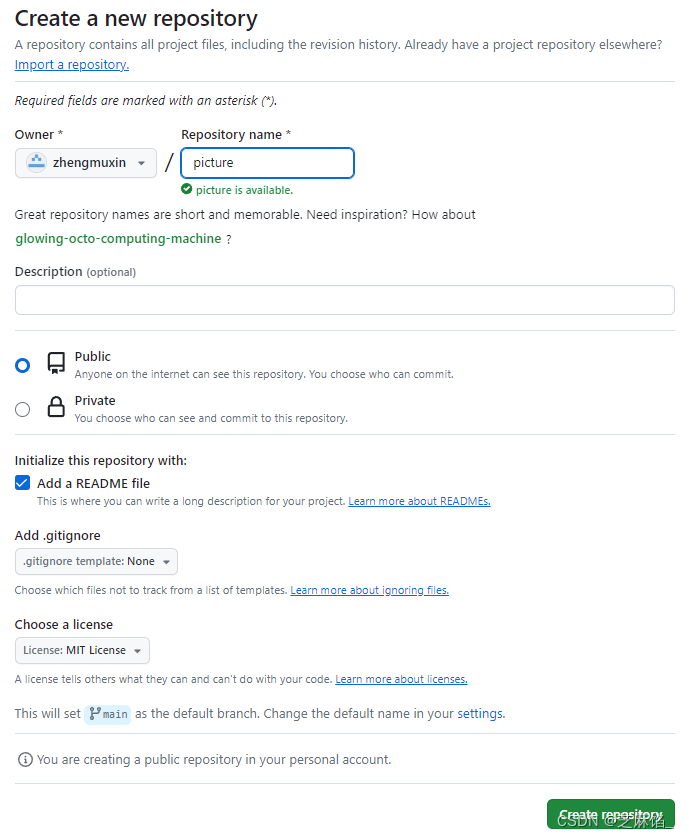 Create a new repository
A repository contains all project files, including the revision history. Already have a project repository elsewhere?
Import a repository.
Required fields are marked with an asterisk (*).
Owner * Repository name *
zhengmuxin / picture
picture is available.
Great repository names are short and memorable. Need inspiration? How about
glowing-octo-computing-machine ?
Description (optional)
Public
Anyone on the internet can see this repository. You choose who can commit.
Private
You choose who can see and commit to this repository.
Initialize this repository with:
Add a README file
This is where you can write a long description for your project. Learn more about READMEs.
Add .gitignore
.gitignore template: None
Choose which files not to track from a list of templates. Learn more about ignoring files.
Choose a license
License: MIT License
A license tells others what they can and can't do with your code. Learn more about licenses.
This will set main as the default branch. Change the default name in your settings.
You are creating a public repository in your personal account.
Create repository
CSDN @芝麻馅_